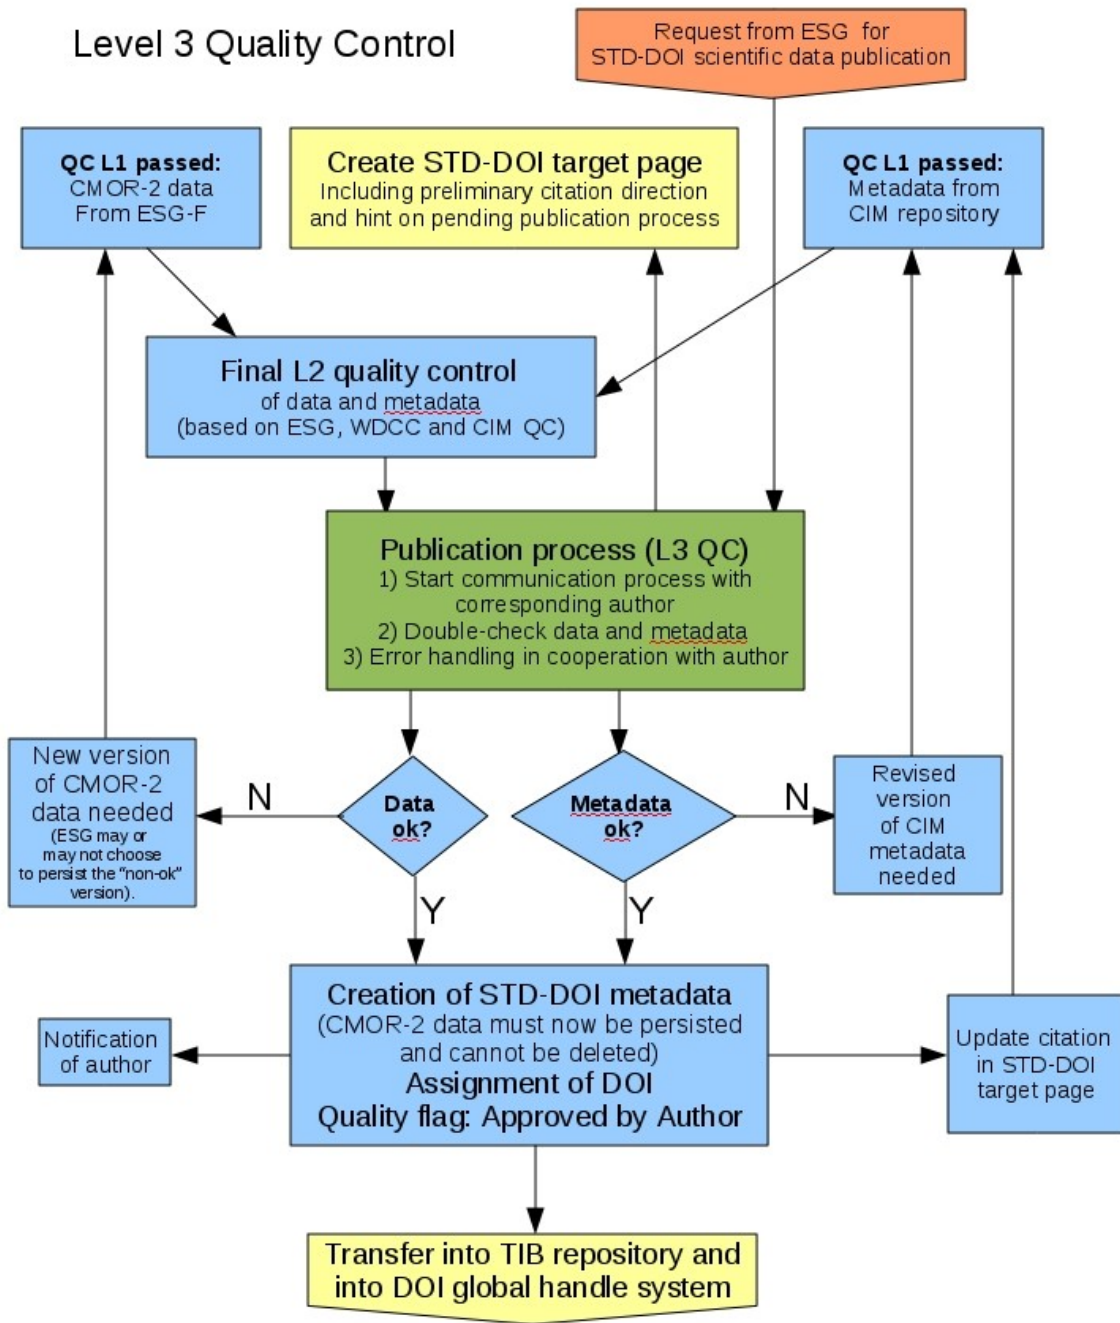 Level 3 Quality Control
Request from ESG for
STD-DOI scientific data publication
QC L1 passed:
CMOR-2 data
From ESG-F
Create STD-DOI target page
Including preliminary citation direction
and hint on pending publication process
QC L1 passed:
Metadata from
CIM repository
Final L2 quality control
of data and metadata
(based on ESG, WDCC and CIM QC)
Publication process (L3 QC)
1) Start communication process with
corresponding author
2) Double-check data and metadata
3) Error handling in cooperation with author
New version
of CMOR-2
data needed
(ESG may or
may not choose
to persist the "non-ok"
version).
N
Data
ok?
Metadada
ok?
N
Revised
version
of CIM
metadata
needed
Y
Y
Notification
of author
Creation of STD-DOI metadata
(CMOR-2 data must now be persisted
and cannot be deleted)
Assignment of DOI
Quality flag: Approved by Author
Update citation
in STD-DOI
target page
Transfer into TIB repository and
into DOI global handle system